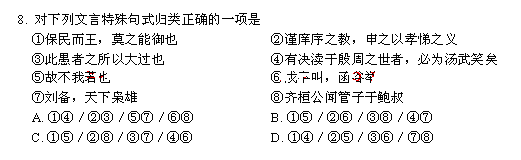 8. 对下列文言特殊句式归类正确的一项是
①保民而王，莫之能御也 ②谨庠序之教，申之以孝悌之义
③此愚者之所以大过也 ④有决渎于殷周之世者，必为汤武笑矣
⑤故不我若也 ⑥戍卒叫，函谷举
⑦刘备，天下枭雄 ⑧齐桓公闻管子于鲍叔
A. ①④／②③／⑤⑦／⑥⑧ B. ①⑤／②⑥／③⑧／④⑦
C. ①⑤／②⑧／③⑦／④⑥ D. ①④／②⑤／③⑥／⑦⑧